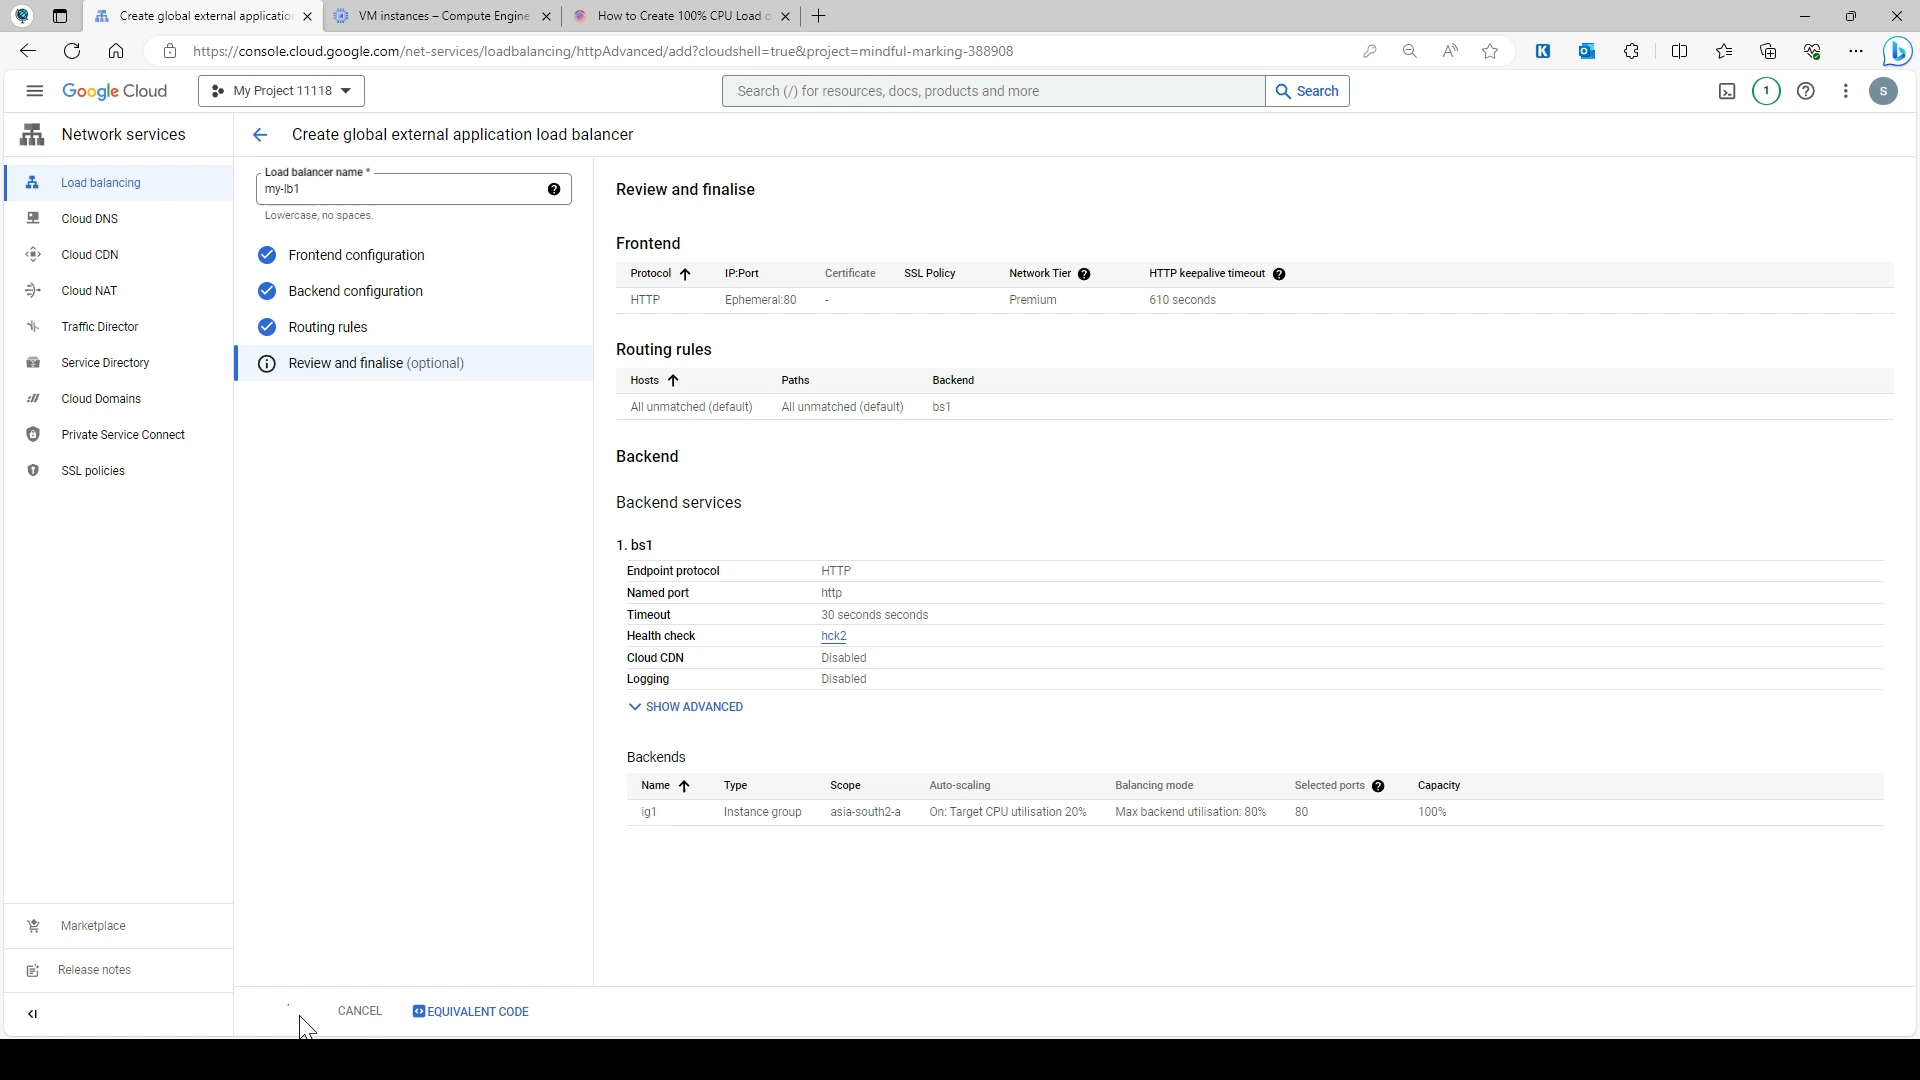 Create global external applicatio
VM instances – Compute Engine
How to Create 100% CPU Load o
https://console.cloud.google.com/net-services/loadbalancing/httpAdvanced/add?cloudshell=true&project=mindful-marking-388908
Google Cloud
My Project 11118
Search (/) for resources, docs, products and more
Search
1
S
Network services
Create global external application load balancer
Load balancing
Cloud DNS
Cloud CDN
Cloud NAT
Traffic Director
Service Directory
Cloud Domains
Private Service Connect
SSL policies
Marketplace
Release notes
Load balancer name *
my-lb1
Lowercase, no spaces.
Frontend configuration
Backend configuration
Routing rules
Review and finalise (optional)
Review and finalise
Frontend
Protocol IP:Port Certificate SSL Policy Network Tier HTTP keepalive timeout
HTTP Ephemeral:80 - Premium 610 seconds
Routing rules
Hosts Paths Backend
All unmatched (default) All unmatched (default) bs1
Backend
Backend services
1. bs1
Endpoint protocol HTTP
Named port http
Timeout 30 seconds seconds
Health check hck2
Cloud CDN Disabled
Logging Disabled
SHOW ADVANCED
Backends
Name Type Scope Auto-scaling Balancing mode Selected ports Capacity
ig1 Instance group asia-south2-a On: Target CPU utilisation 20% Max backend utilisation: 80% 80 100%
CANCEL
EQUIVALENT CODE